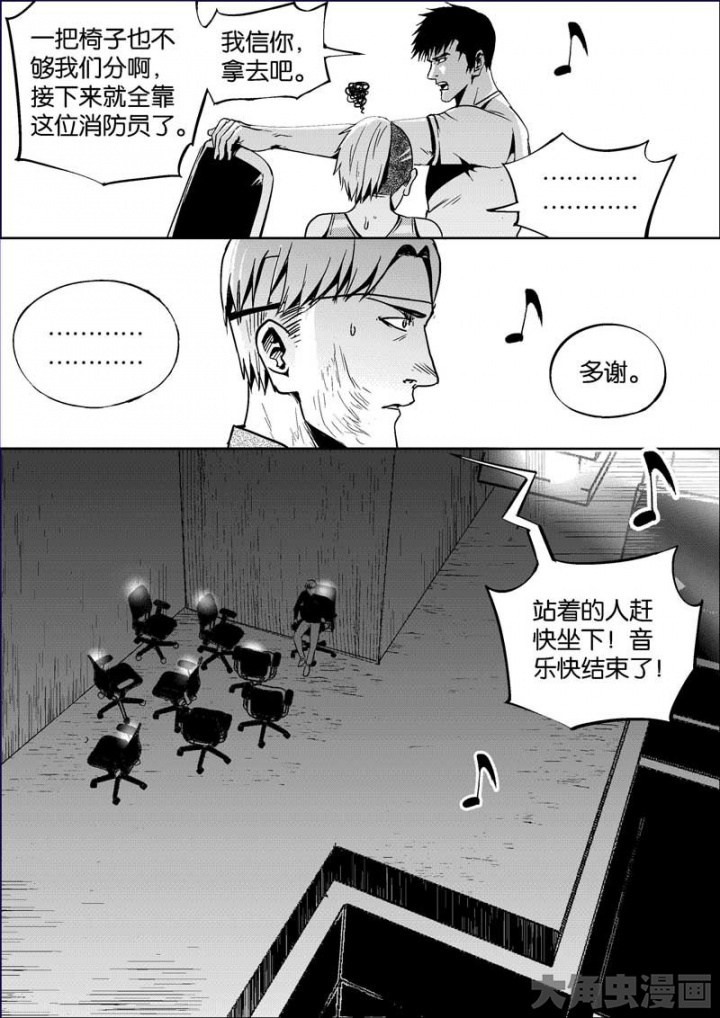 一把椅子也不
够我们分啊，
接下来就全靠
这位消防员了。
我信你，
拿去吧。
…………
…………
…………
…………
多谢。
站着的人赶
快坐下！音
乐快结束了！
大角虫漫画